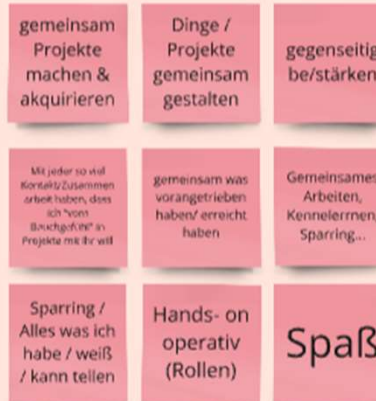 gemeinsam
Projekte
machen &
akquirieren
Dinge /
Projekte
gemeinsam
gestalten
gegenseitig
be/stärken
Mit jeder so viel
Kontakt/Zusammen
arbeit haben, dass
ich "vom
Bauchgefühl" in
Projekte mit ihr will
gemeinsam was
vorangetrieben
haben/ erreicht
haben
Gemeinsames
Arbeiten,
Kennelernen,
Sparring...
Sparring /
Alles was ich
habe / weiß
/ kann teilen
Hands- on
operativ
(Rollen)
Spaß